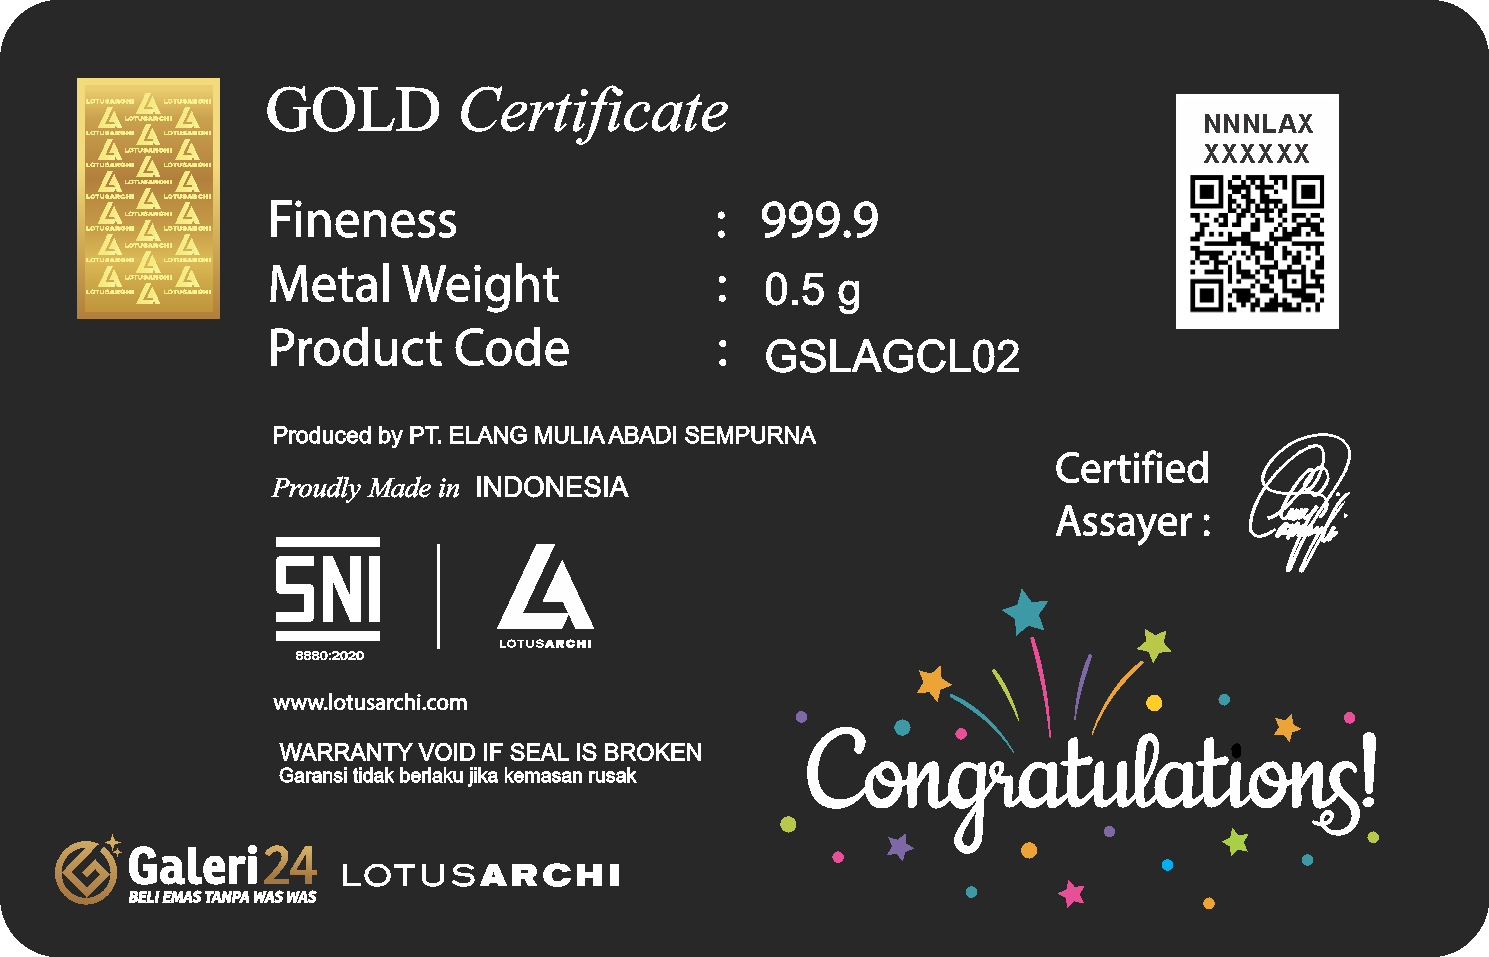 GOLD Certificate
NNNLAX
XXXXXX
Fineness : 999.9
Metal Weight : 0.5 g
Product Code : GSLAGCL02
Produced by PT. ELANG MULIA ABADI SEMPURNA
Proudly Made in INDONESIA
Certified
Assayer :
SNI
8880:2020
LA
LOTUSARCHI
www.lotusarchi.com
WARRANTY VOID IF SEAL IS BROKEN
Garansi tidak berlaku jika kemasan rusak
Congratulations!
Galeri24
BELI EMAS TANPA WAS WAS
LOTUSARCHI